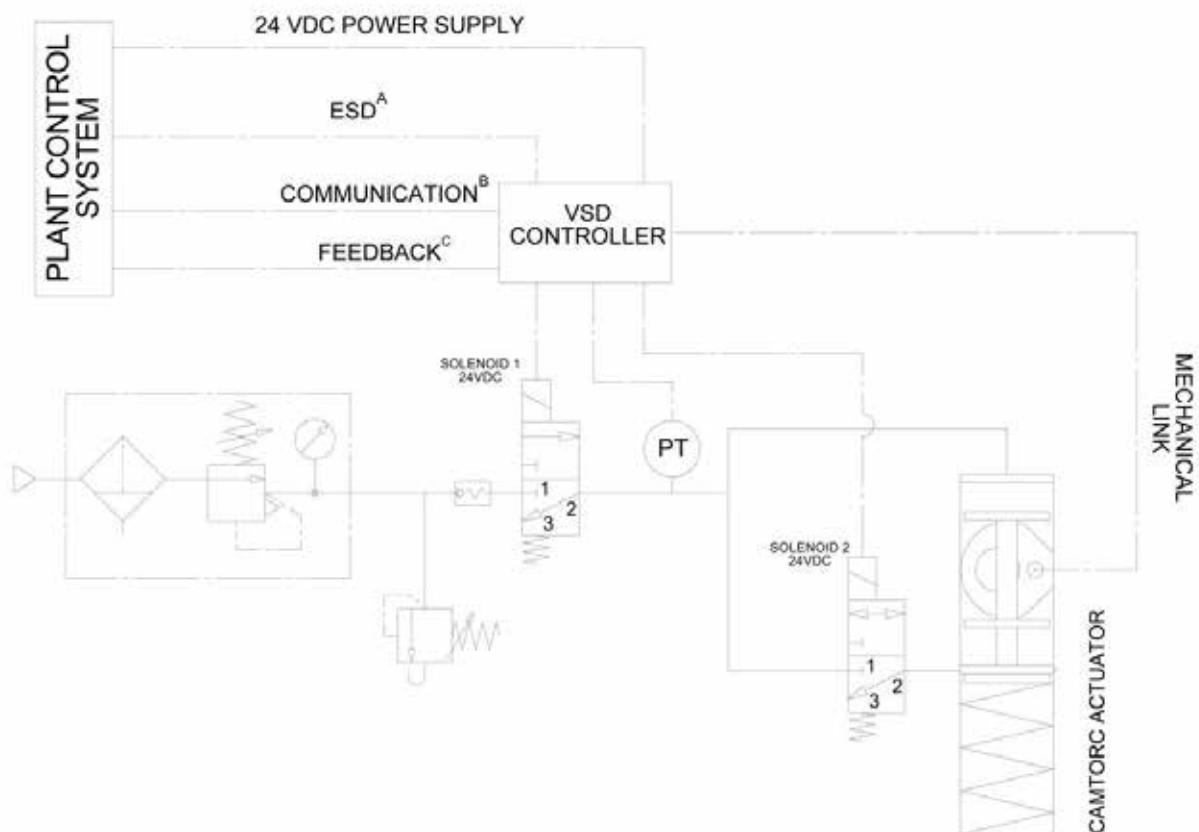 24 VDC POWER SUPPLY
PLANT CONTROL
SYSTEM
ESD^A
COMMUNICATION^B
FEEDBACK^C
VSD
CONTROLLER
SOLENOID 1
24VDC
PT
MECHANICAL
LINK
1
2
3
SOLENOID 2
24VDC
1
2
3
CAMTORC ACTUATOR